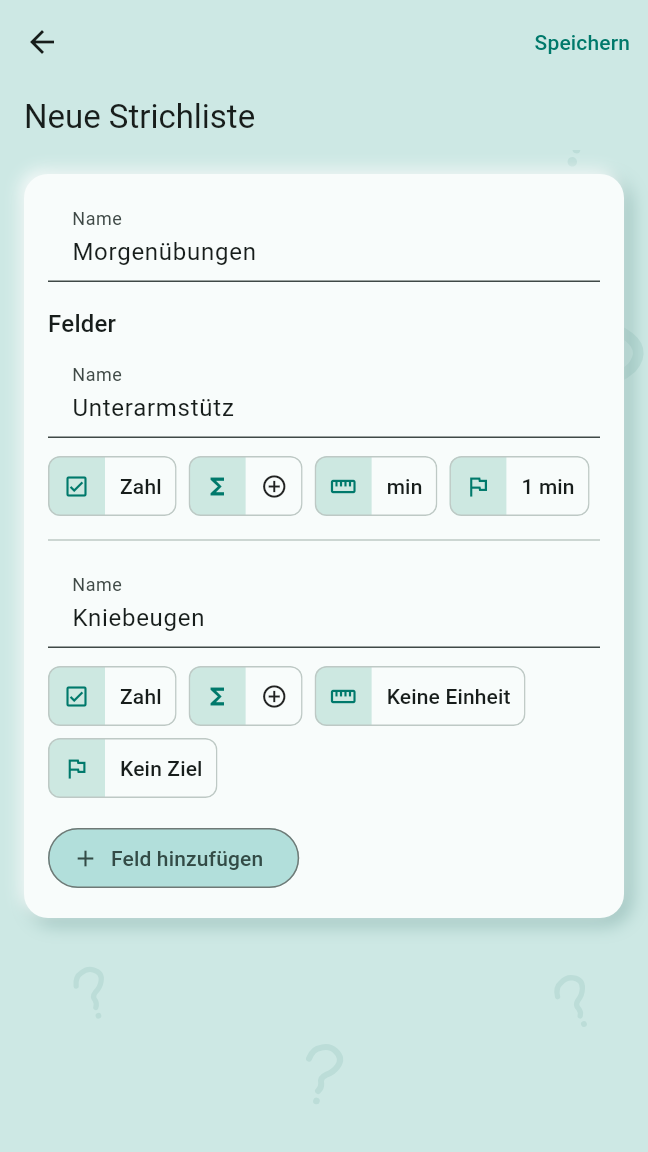 Speichern
Neue Strichliste
Name
Morgenübungen
Felder
Name
Unterarmstütz
Zahl min 1 min
Name
Kniebeugen
Zahl Keine Einheit
Kein Ziel
Feld hinzufügen